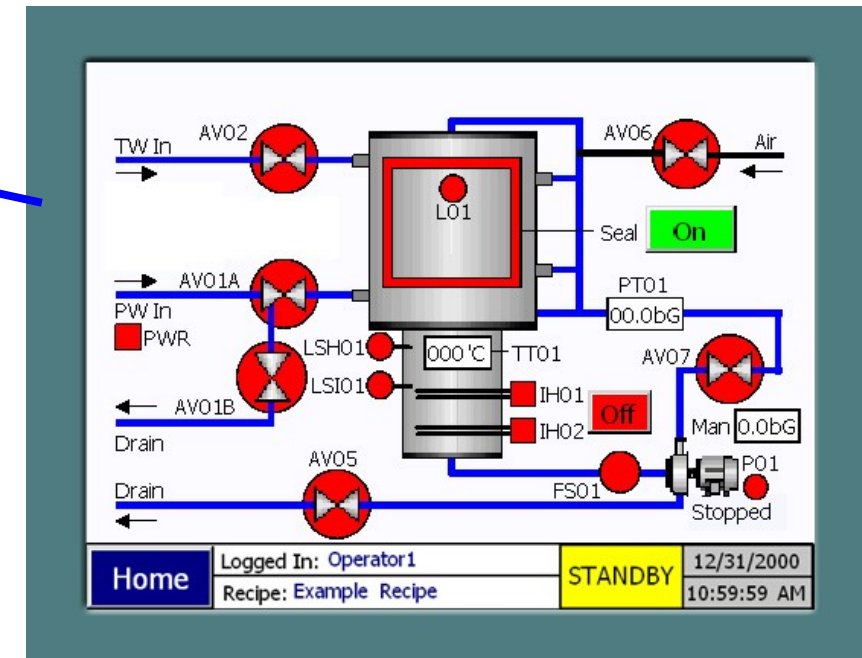 TW In
AV02
AV06
Air
L01
Seal
On
AV01A
PW In
PWR
PT01
00.0bG
LSH01
000'C
TT01
AV07
LSI01
IH01
IH02
Off
AV01B
Drain
Man
0.0bG
Drain
AV05
FS01
P01
Stopped
Home
Logged In: Operator1
Recipe: Example Recipe
STANDBY
12/31/2000
10:59:59 AM